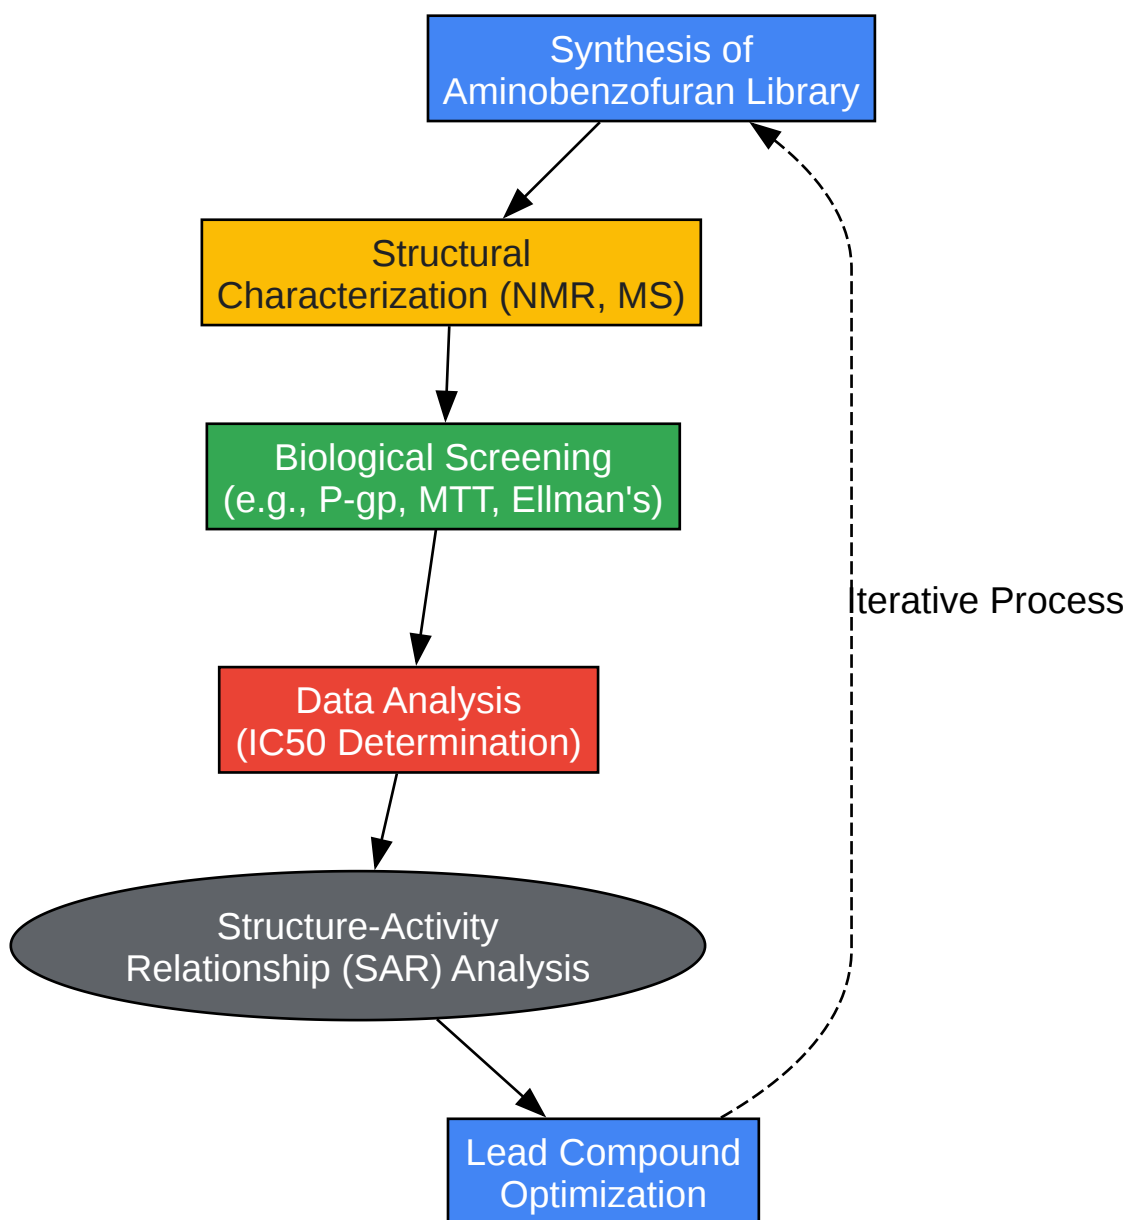 Synthesis of
Aminobenzofuran Library
Structural
Characterization (NMR, MS)
Biological Screening
(e.g., P-gp, MTT, Ellman's)
Iterative Process
Data Analysis
(IC50 Determination)
Structure-Activity
Relationship (SAR) Analysis
Lead Compound
Optimization